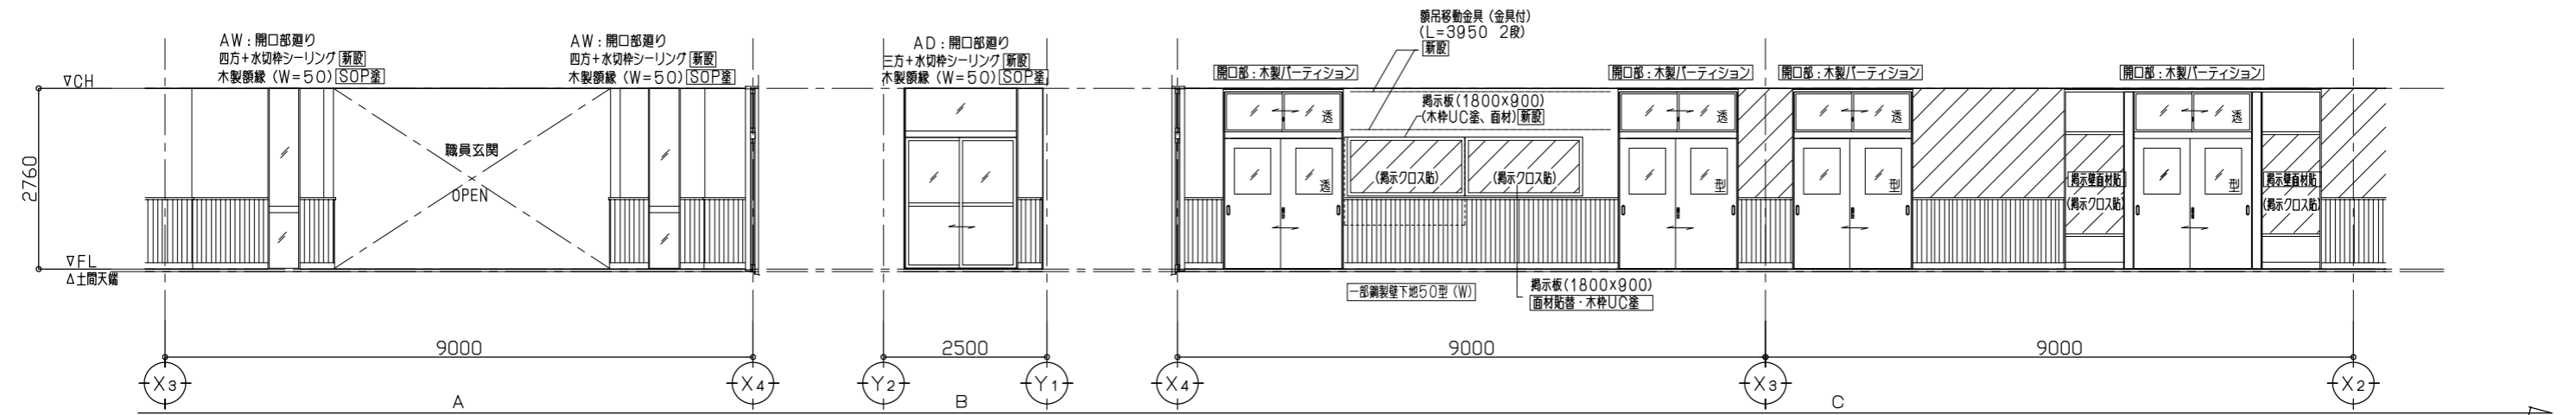 AW：開口部廻り
四方＋水切枠シーリング 新設
木製額縁（W=50）SOP塗
AW：開口部廻り
四方＋水切枠シーリング 新設
木製額縁（W=50）SOP塗
▽CH
2760
職員玄関
OPEN
▽FL
△土間天端
9000
X3
X4
A
AD：開口部廻り
三方＋水切枠シーリング 新設
木製額縁（W=50）SOP塗
2500
Y2
Y1
B
額吊移動金具（金具付）
（L=3950 2段）
新設
開口部：木製パーティション
開口部：木製パーティション
開口部：木製パーティション
開口部：木製パーティション
掲示板(1800×900)
(木枠UC塗、面材)新設
透
透
透
透
(掲示クロス貼)
(掲示クロス貼)
透
型
型
型
掲示壁面材貼
(掲示クロス貼)
掲示壁面材貼
(掲示クロス貼)
一部鋼製壁下地50型（W）
掲示板(1800×900)
面材貼替・木枠UC塗
9000
9000
X4
X3
X2
C